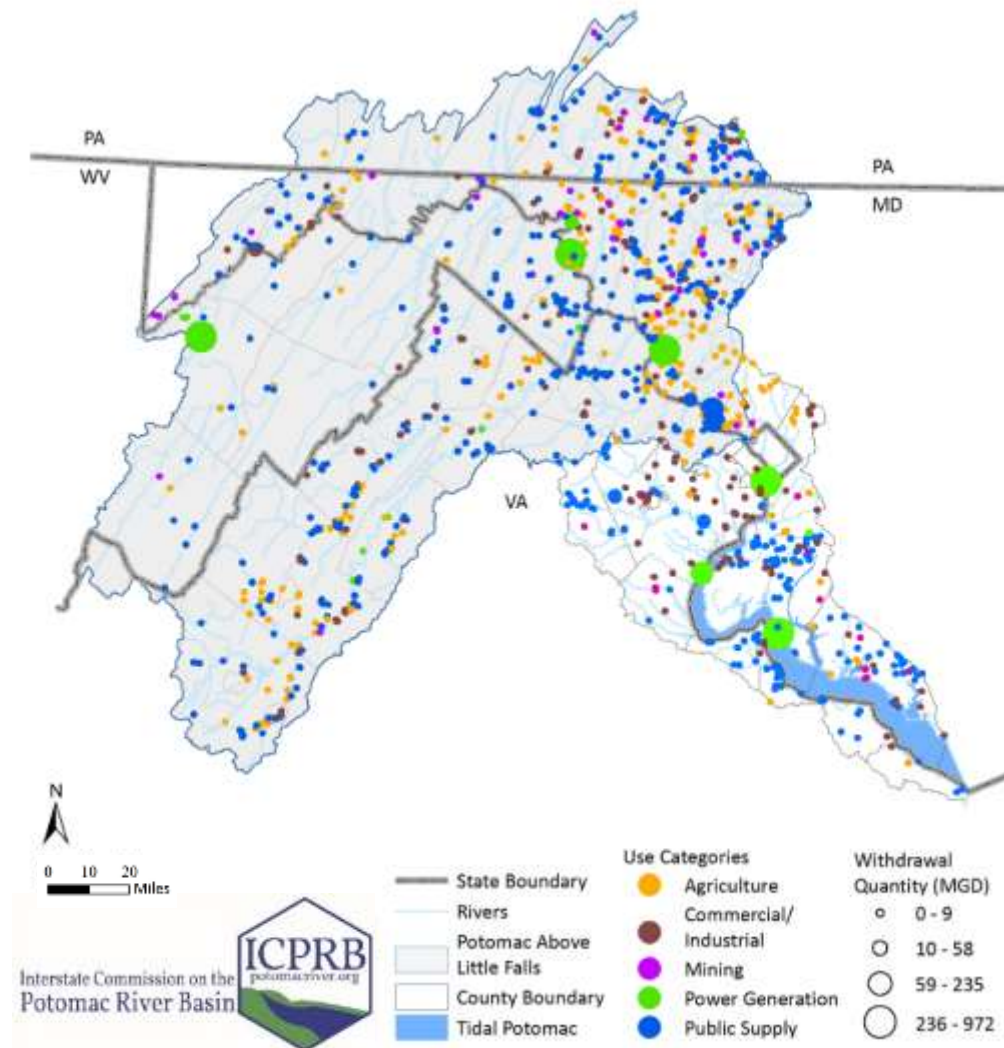 PA
WV
PA
MD
VA
N
0 10 20
Miles
Interstate Commission on the
Potomac River Basin
ICPRB
potomacriver.org
State Boundary
Rivers
Potomac Above
Little Falls
County Boundary
Tidal Potomac
Use Categories
Agriculture
Commercial/
Industrial
Mining
Power Generation
Public Supply
Withdrawal
Quantity (MGD)
0 - 9
10 - 58
59 - 235
236 - 972